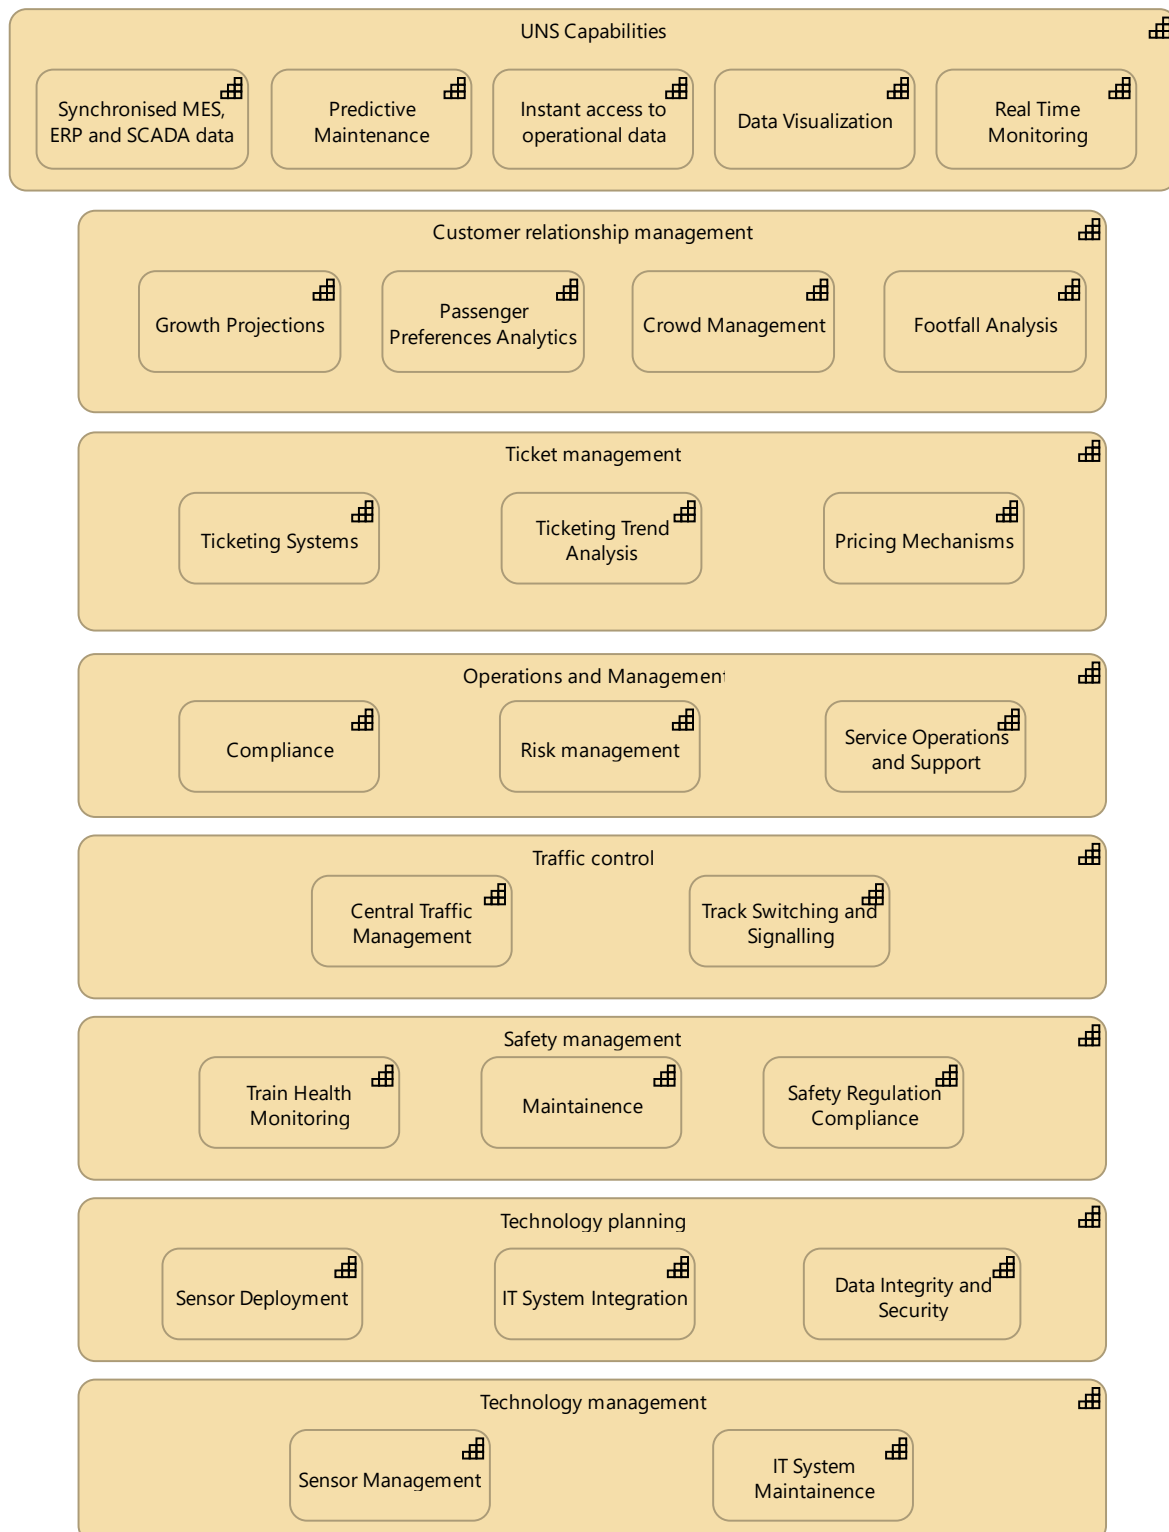 UNS Capabilities
Synchronised MES,
ERP and SCADA data
Predictive
Maintenance
Instant access to
operational data
Data Visualization
Real Time
Monitoring
Customer relationship management
Growth Projections
Passenger
Preferences Analytics
Crowd Management
Footfall Analysis
Ticket management
Ticketing Systems
Ticketing Trend
Analysis
Pricing Mechanisms
Operations and Management
Compliance
Risk management
Service Operations
and Support
Traffic control
Central Traffic
Management
Track Switching and
Signalling
Safety management
Train Health
Monitoring
Maintainence
Safety Regulation
Compliance
Technology planning
Sensor Deployment
IT System Integration
Data Integrity and
Security
Technology management
Sensor Management
IT System
Maintainence